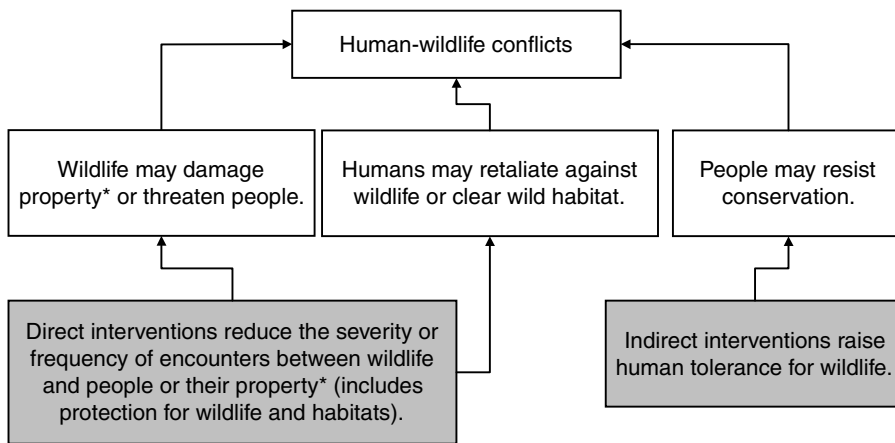 Human-wildlife conflicts
Wildlife may damage
property* or threaten people.
Humans may retaliate against
wildlife or clear wild habitat.
People may resist
conservation.
Direct interventions reduce the severity or
frequency of encounters between wildlife
and people or their property* (includes
protection for wildlife and habitats).
Indirect interventions raise
human tolerance for wildlife.